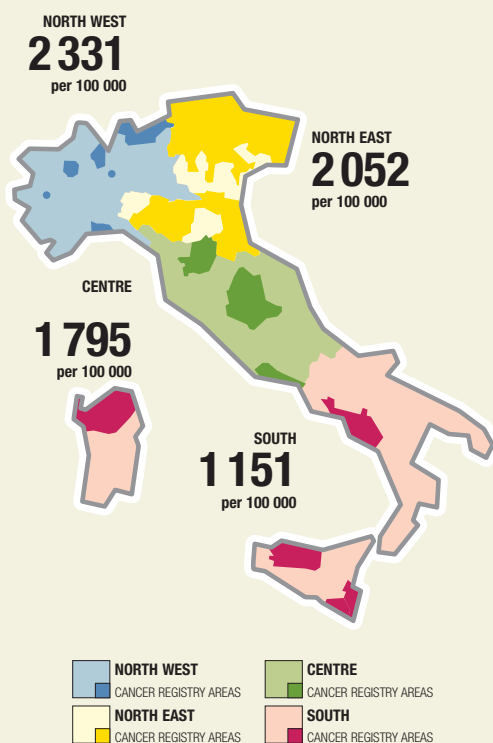 NORTH WEST
2 331
per 100 000
NORTH EAST
2 052
per 100 000
CENTRE
1 795
per 100 000
SOUTH
1 151
per 100 000
NORTH WEST
CANCER REGISTRY AREAS
CENTRE
CANCER REGISTRY AREAS
NORTH EAST
CANCER REGISTRY AREAS
SOUTH
CANCER REGISTRY AREAS